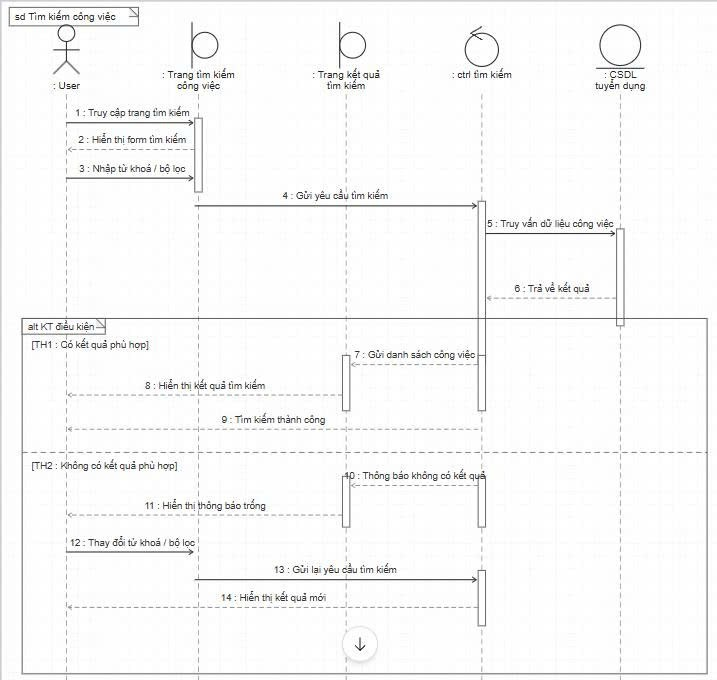 sd Tìm kiếm công việc
: User
: Trang tìm kiếm
công việc
: Trang kết quả
tìm kiếm
: ctrl tìm kiếm
: CSDL
tuyển dụng
1 : Truy cập trang tìm kiếm
2 : Hiển thị form tìm kiếm
3 : Nhập từ khoá / bộ lọc
4 : Gửi yêu cầu tìm kiếm
5 : Truy vấn dữ liệu công việc
6 : Trả về kết quả
alt KT điều kiện
[TH1 : Có kết quả phù hợp]
7 : Gửi danh sách công việc
8 : Hiển thị kết quả tìm kiếm
9 : Tìm kiếm thành công
[TH2 : Không có kết quả phù hợp]
10 : Thông báo không có kết quả
11 : Hiển thị thông báo trống
12 : Thay đổi từ khoá / bộ lọc
13 : Gửi lại yêu cầu tìm kiếm
14 : Hiển thị kết quả mới